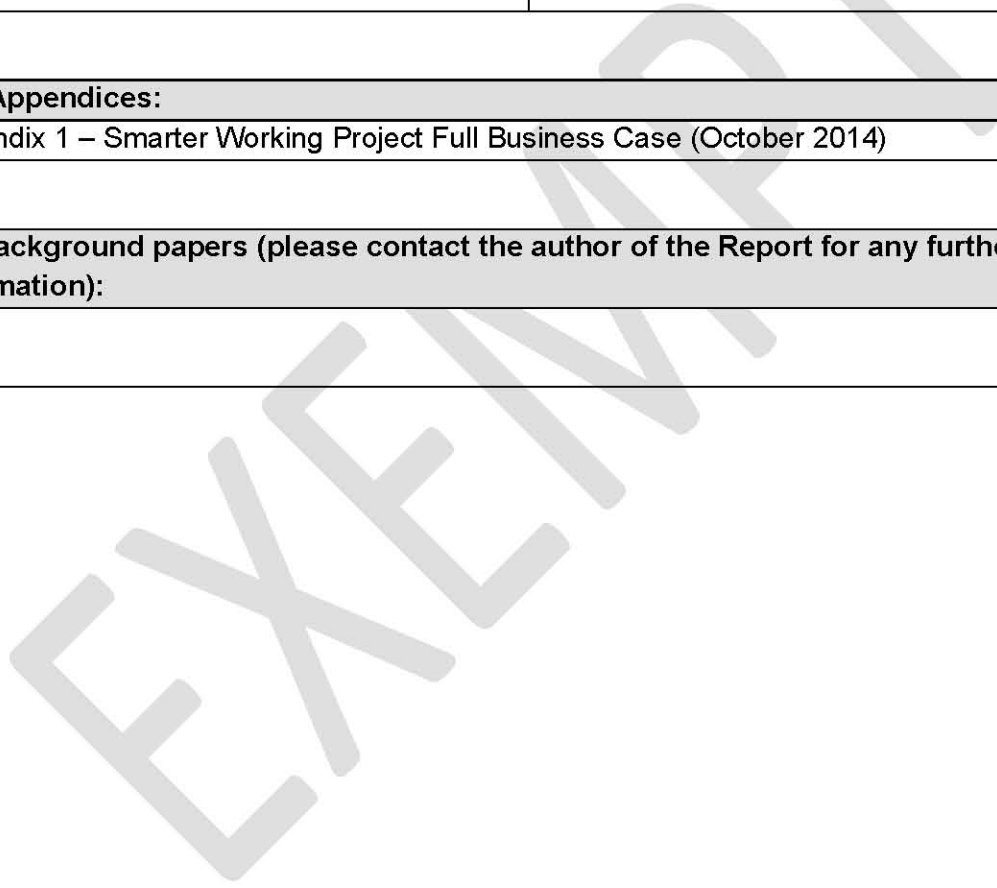 Appendices:
ndix 1 – Smarter Working Project Full Business Case (October 2014)
ackground papers (please contact the author of the Report for any furthe
mation):
EXEMPT